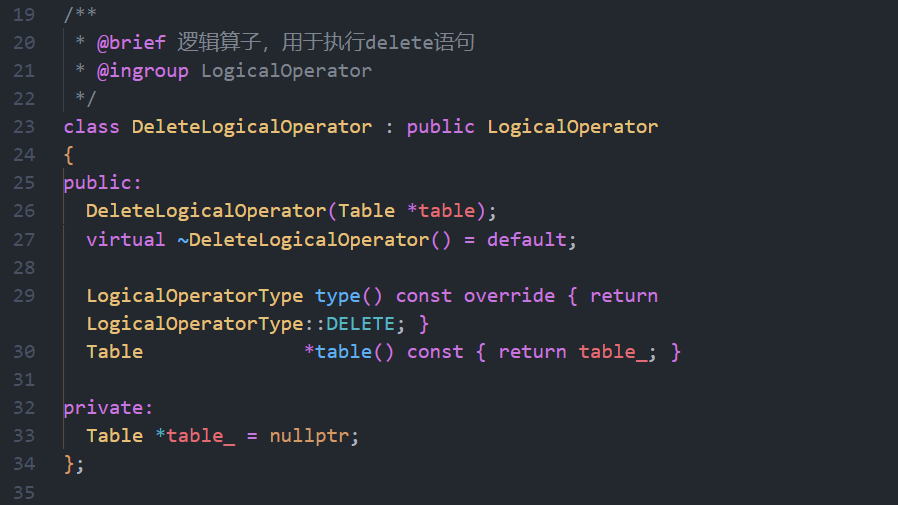 19 /**
20  * @brief 逻辑算子，用于执行delete语句
21  * @ingroup LogicalOperator
22  */
23 class DeleteLogicalOperator : public LogicalOperator
24 {
25 public:
26   DeleteLogicalOperator(Table *table);
27   virtual ~DeleteLogicalOperator() = default;
28
29   LogicalOperatorType type() const override { return
  LogicalOperatorType::DELETE; }
30   Table              *table() const { return table_; }
31
32 private:
33   Table *table_ = nullptr;
34 };
35